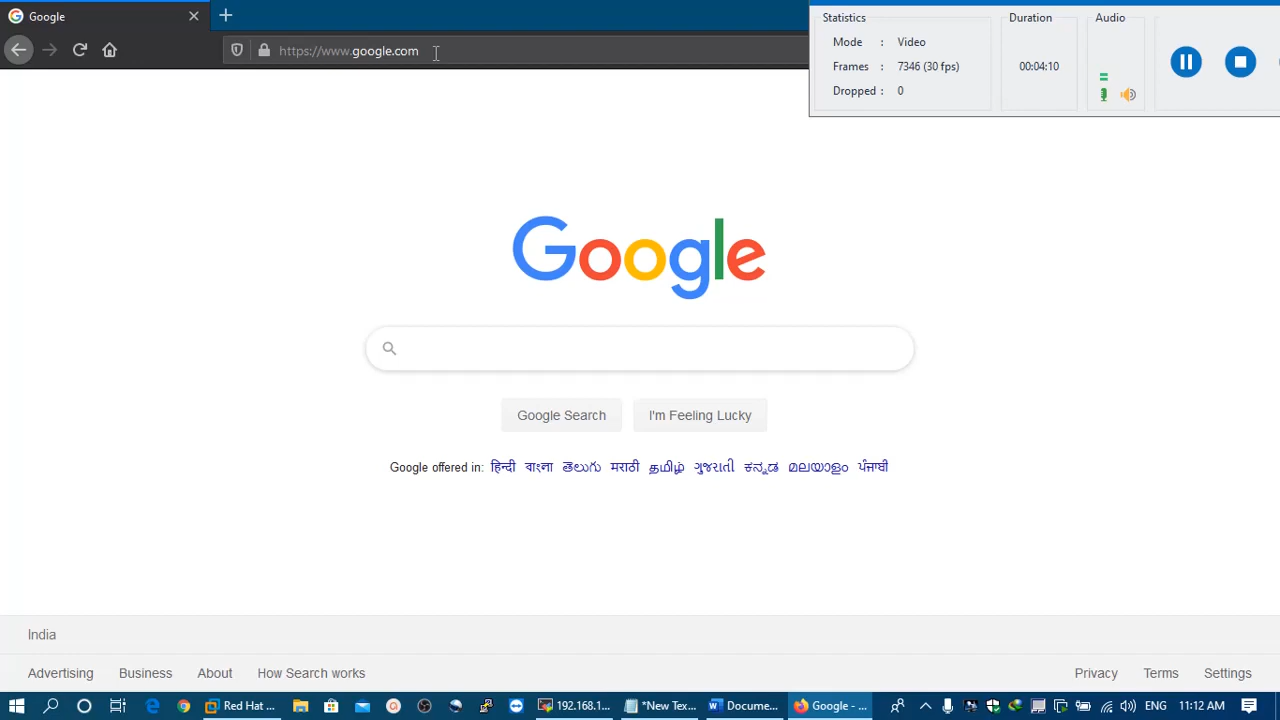 Google
https://www.google.com
Statistics
Mode : Video
Frames : 7346 (30 fps)
Dropped : 0
Duration
00:04:10
Audio
Google
Google Search
I'm Feeling Lucky
Google offered in: हिन्दी বাংলা తెలుగు मराठी தமிழ் ગુજરાતી ಕನ್ನಡ മലയാളം ਪੰਜਾਬੀ
India
Advertising Business About How Search works
Privacy Terms Settings
Red Hat ... 192.168.1... *New Tex... Docume... Google - ... ENG 11:12 AM